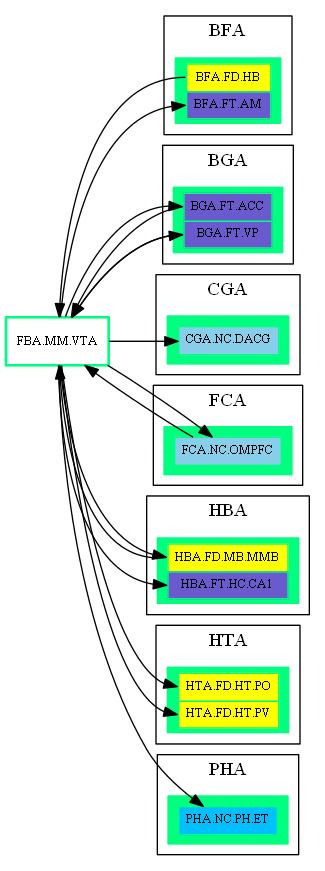 BFA
BFA.FD.HB
BFA.FT.AM
BGA
BGA.FT.ACC
BGA.FT.VP
CGA
FBA.MM.VTA
CGA.NC.DACG
FCA
FCA.NC.OMPFC
HBA
HBA.FD.MB.MMB
HBA.FT.HC.CA1
HTA
HTA.FD.HT.PO
HTA.FD.HT.PV
PHA
PHA.NC.PH.ET